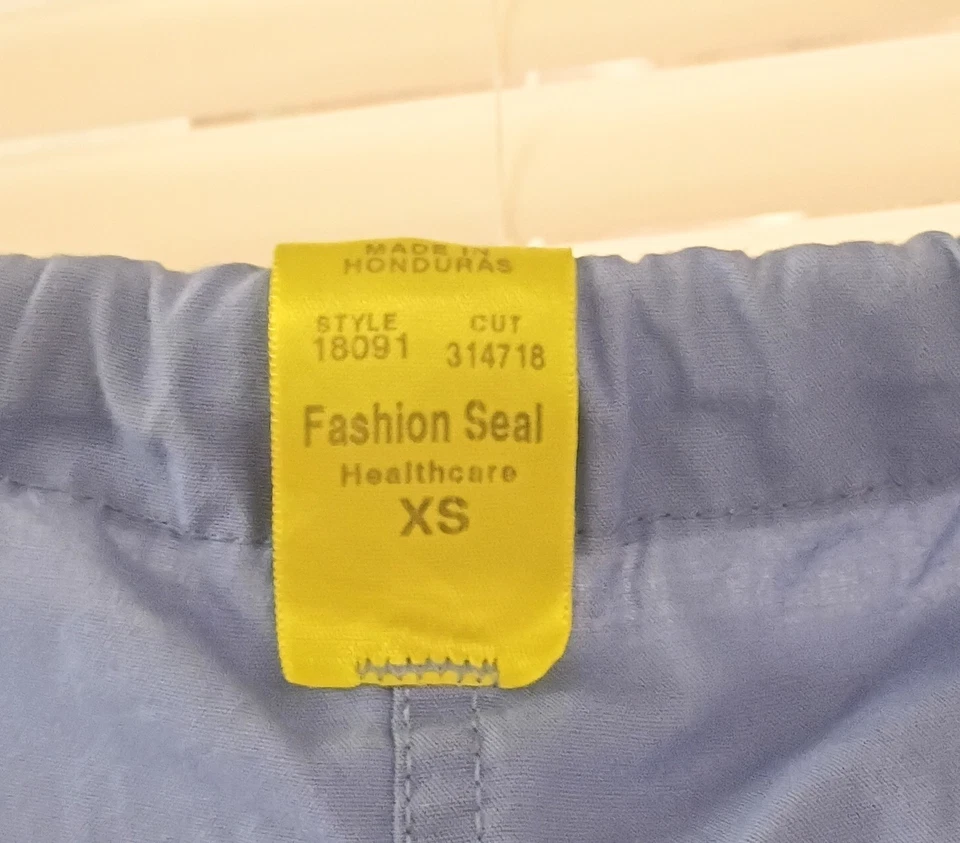 MADE IN
HONDURAS
STYLE CUT
18091 314718
Fashion Seal
Healthcare
XS